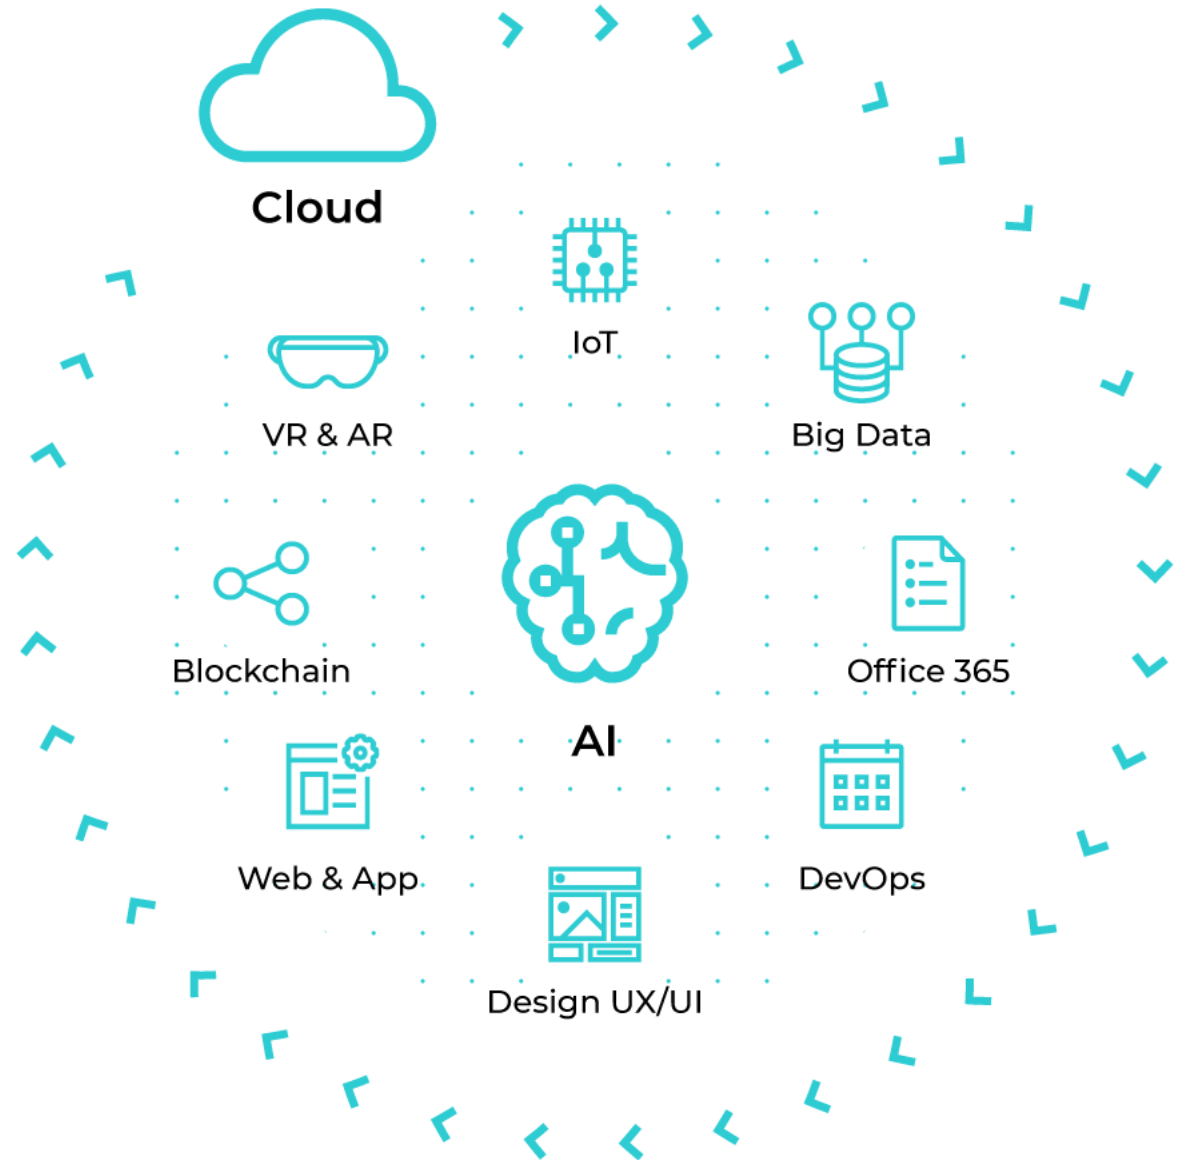 Cloud
IoT
VR & AR
Big Data
Blockchain
Office 365
AI
Web & App
DevOps
Design UX/UI